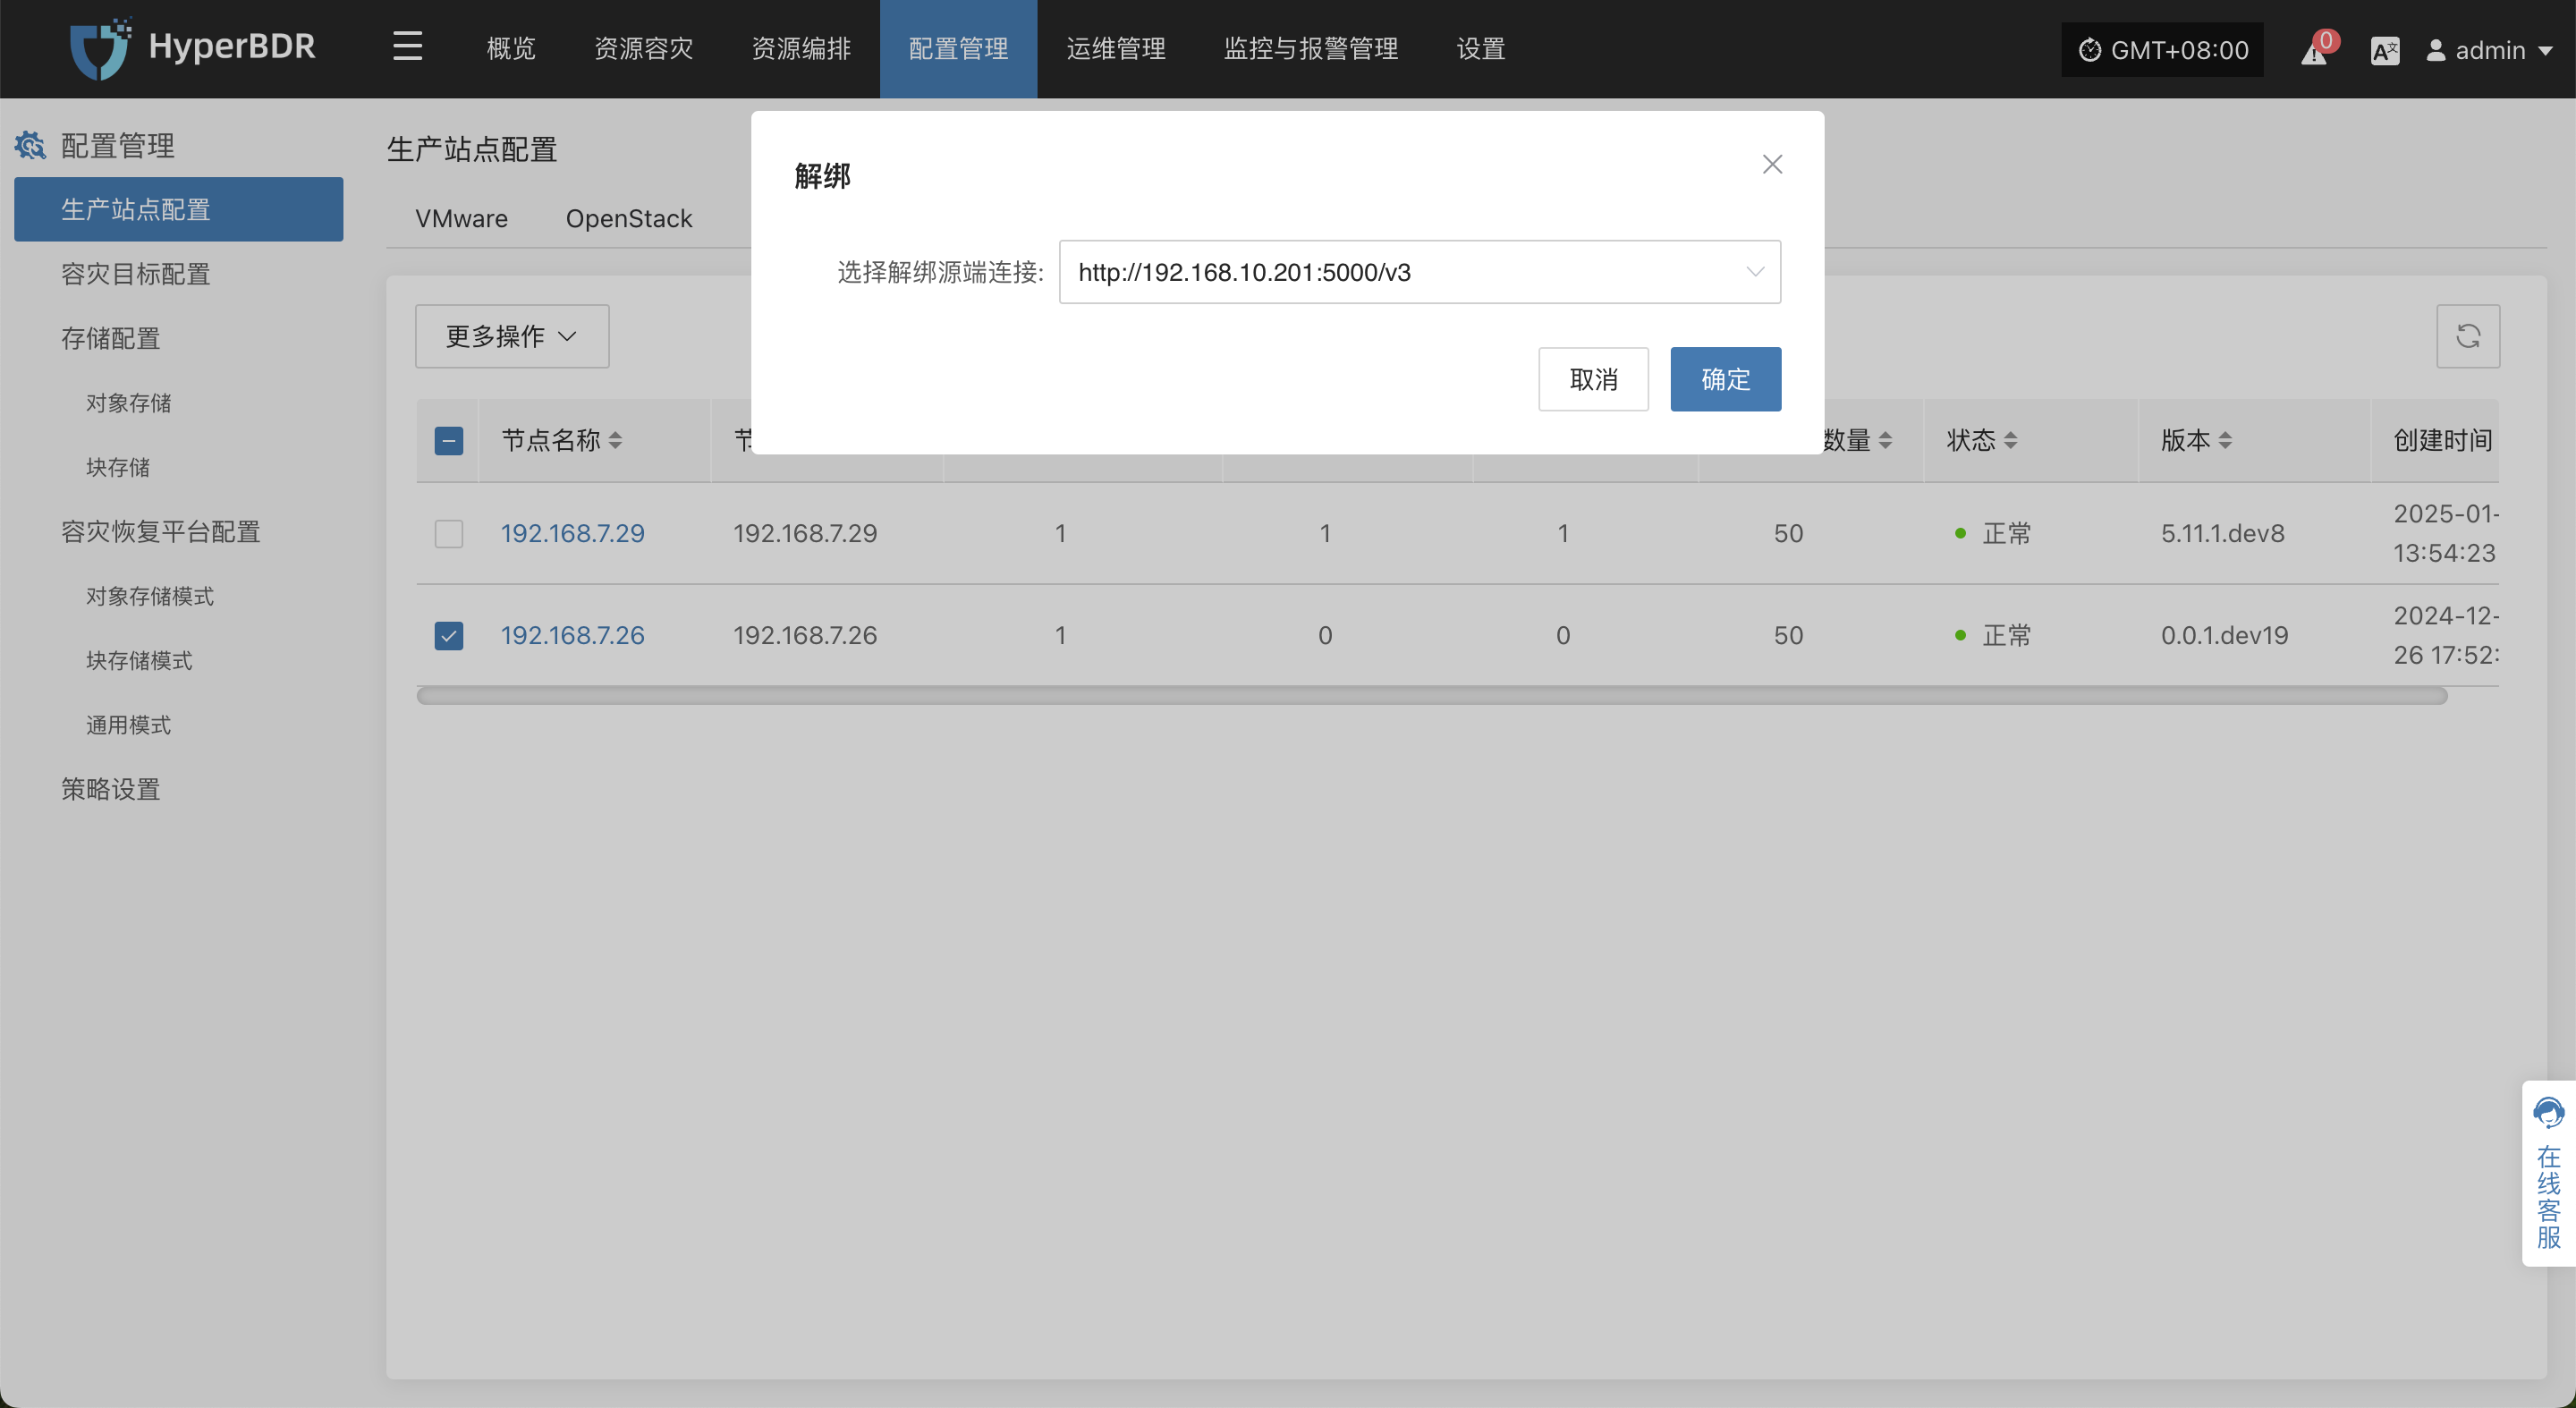 HyperBDR
概览
资源容灾
资源编排
配置管理
运维管理
监控与报警管理
设置
GMT+08:00
0
admin
配置管理
生产站点配置
容灾目标配置
存储配置
对象存储
块存储
容灾恢复平台配置
对象存储模式
块存储模式
通用模式
策略设置
生产站点配置
VMware
OpenStack
解绑
选择解绑源端连接:
http://192.168.10.201:5000/v3
取消
确定
更多操作
节点名称
数量
状态
版本
创建时间
192.168.7.29 192.168.7.29 1 1 1 50 正常 5.11.1.dev8 2025-01-
13:54:23
192.168.7.26 192.168.7.26 1 0 0 50 正常 0.0.1.dev19 2024-12-
26 17:52:
在线客服